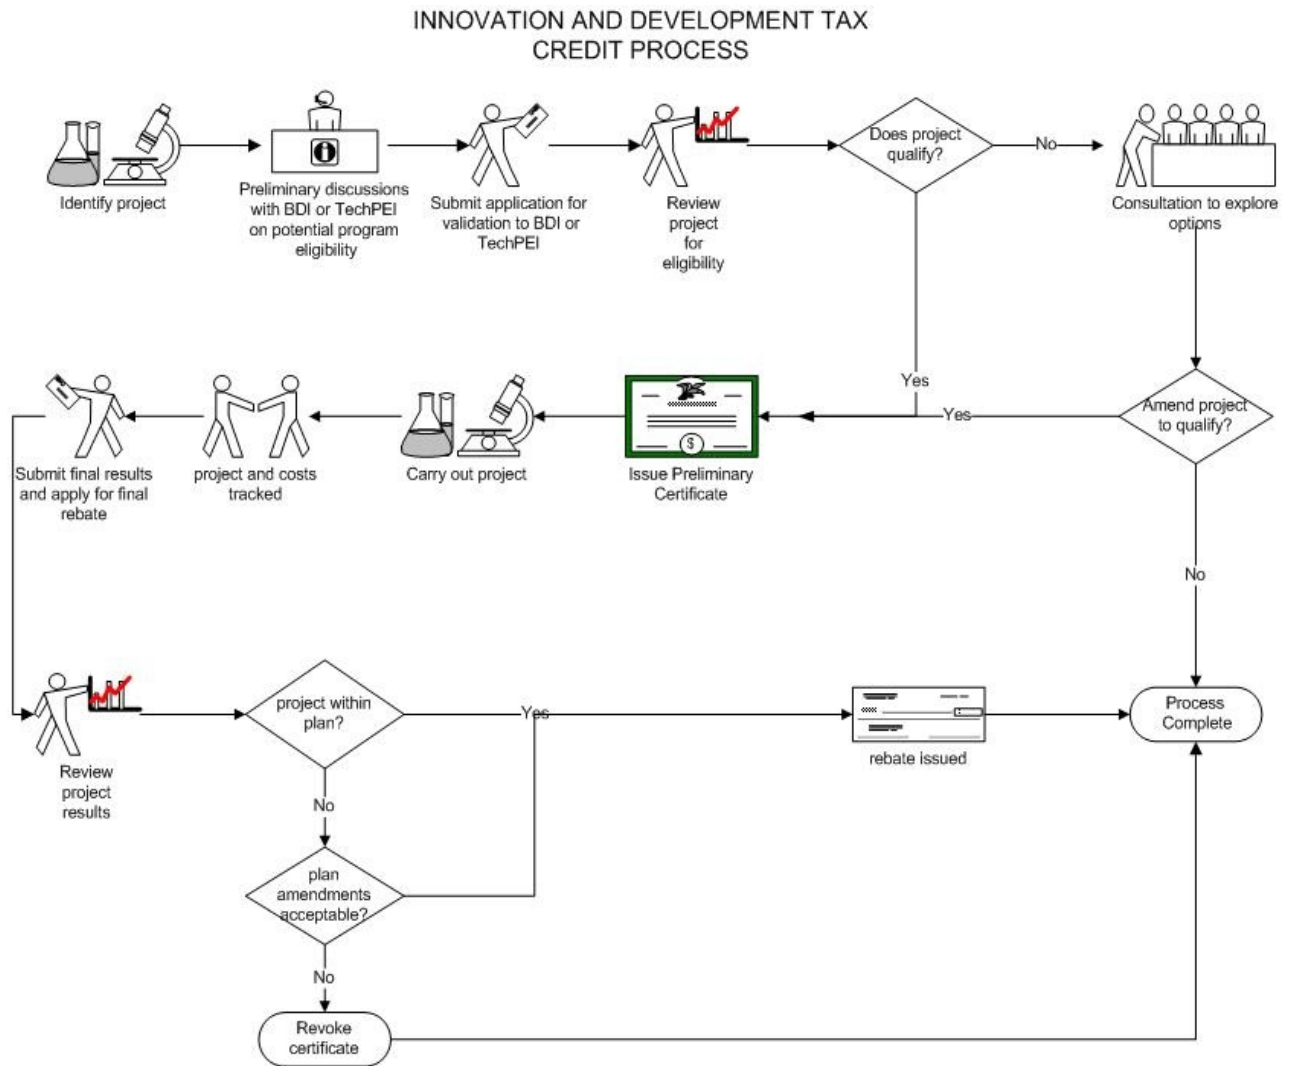 INNOVATION AND DEVELOPMENT TAX
CREDIT PROCESS
Identify project
Preliminary discussions
with BDI or TechPEI
on potential program
eligibility
Submit application for
validation to BDI or
TechPEI
Review
project
for
eligibility
Does project
qualify?
No
Consultation to explore
options
Yes
Amend project
to qualify?
Yes
No
$
Issue Preliminary
Certificate
Carry out project
project and costs
tracked
Submit final results
and apply for final
rebate
Review
project
results
project within
plan?
Yes
No
plan
amendments
acceptable?
No
Revoke
certificate
rebate issued
Process
Complete